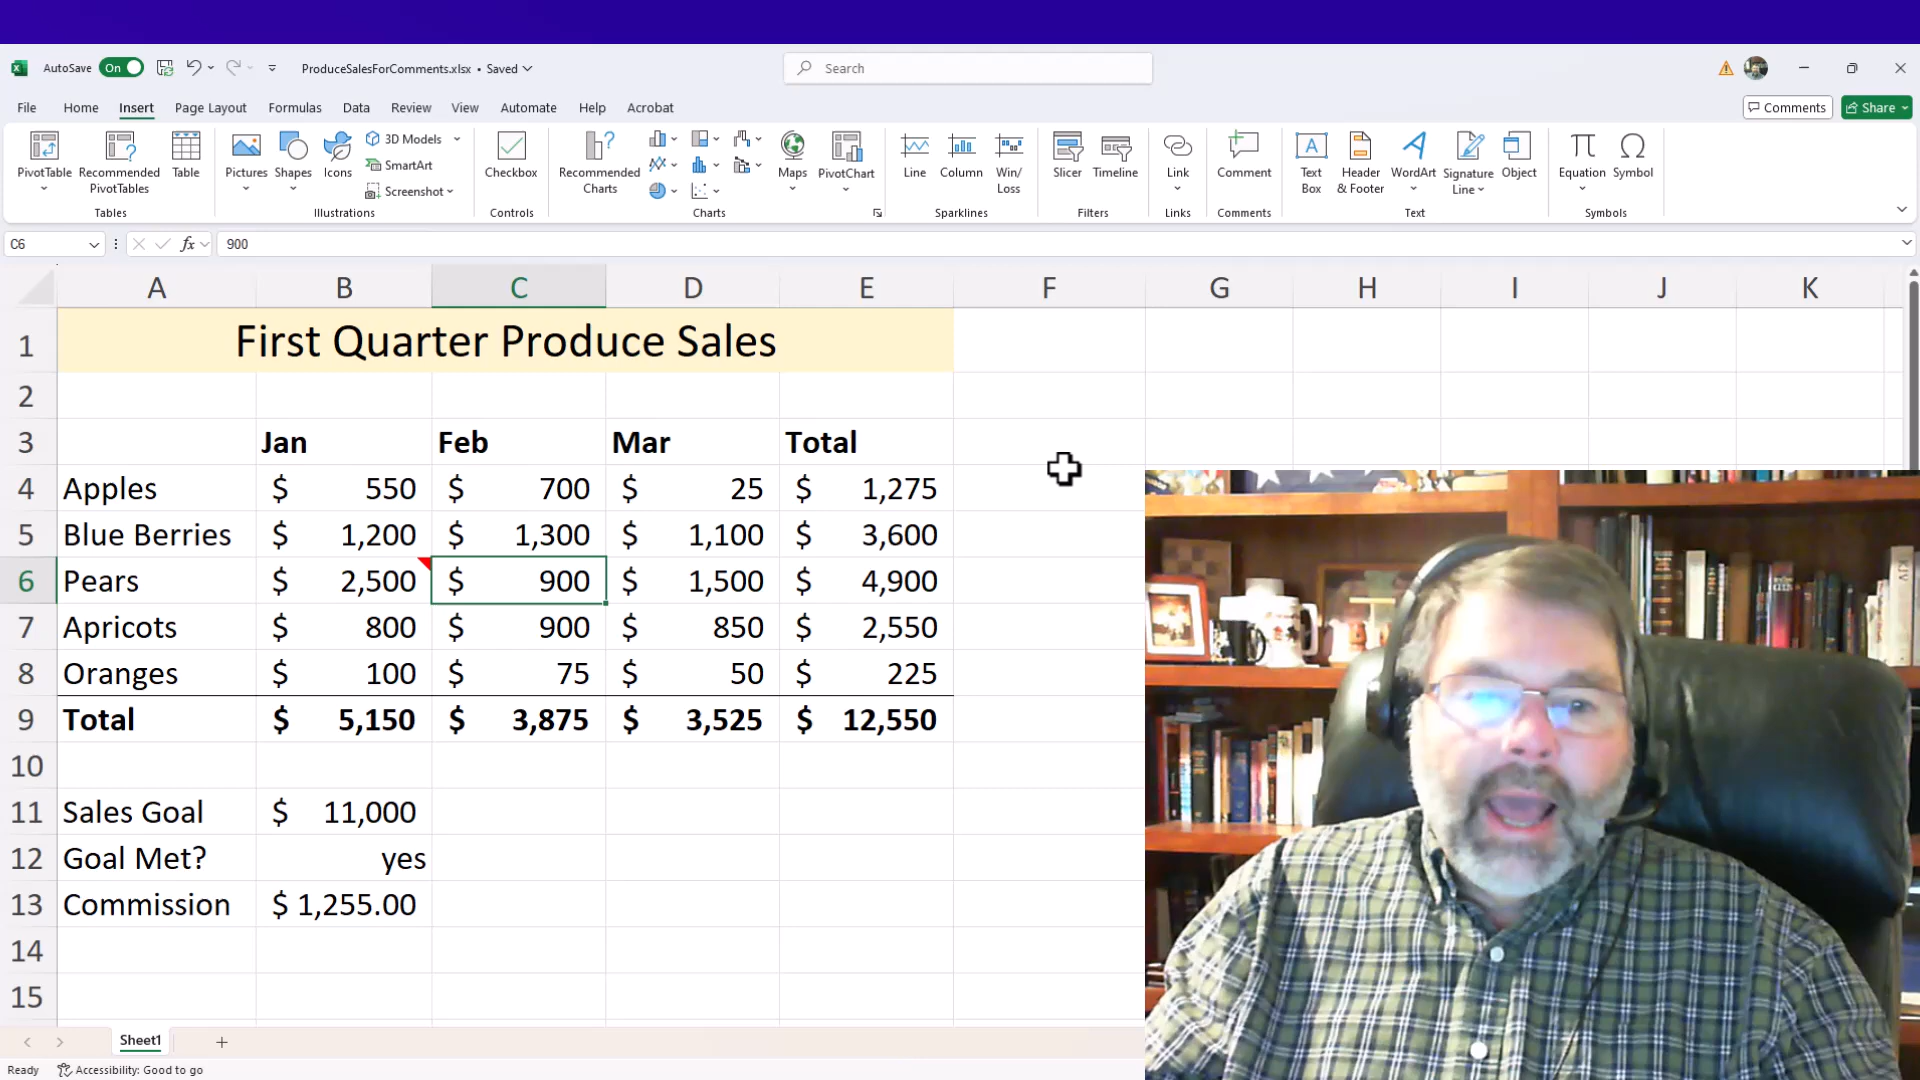 AutoSave On ProduceSalesForComments.xlsx • Saved Search
File Home Insert Page Layout Formulas Data Review View Automate Help Acrobat Comments Share
PivotTable Recommended PivotTables Table
Tables
Pictures Shapes Icons 3D Models SmartArt Screenshot
Illustrations
Checkbox
Controls
Recommended Charts Maps PivotChart
Charts
Line Column Win/Loss
Sparklines
Slicer Timeline
Filters
Link
Links
Comment
Comments
Text Box Header & Footer WordArt Signature Line Object
Text
Equation Symbol
Symbols
C6 fx 900
A B C D E F G H I J K
1 First Quarter Produce Sales
2
3 Jan Feb Mar Total
4 Apples $ 550 $ 700 $ 25 $ 1,275
5 Blue Berries $ 1,200 $ 1,300 $ 1,100 $ 3,600
6 Pears $ 2,500 $ 900 $ 1,500 $ 4,900
7 Apricots $ 800 $ 900 $ 850 $ 2,550
8 Oranges $ 100 $ 75 $ 50 $ 225
9 Total $ 5,150 $ 3,875 $ 3,525 $ 12,550
10
11 Sales Goal $ 11,000
12 Goal Met? yes
13 Commission $ 1,255.00
14
15
Sheet1
Ready Accessibility: Good to go